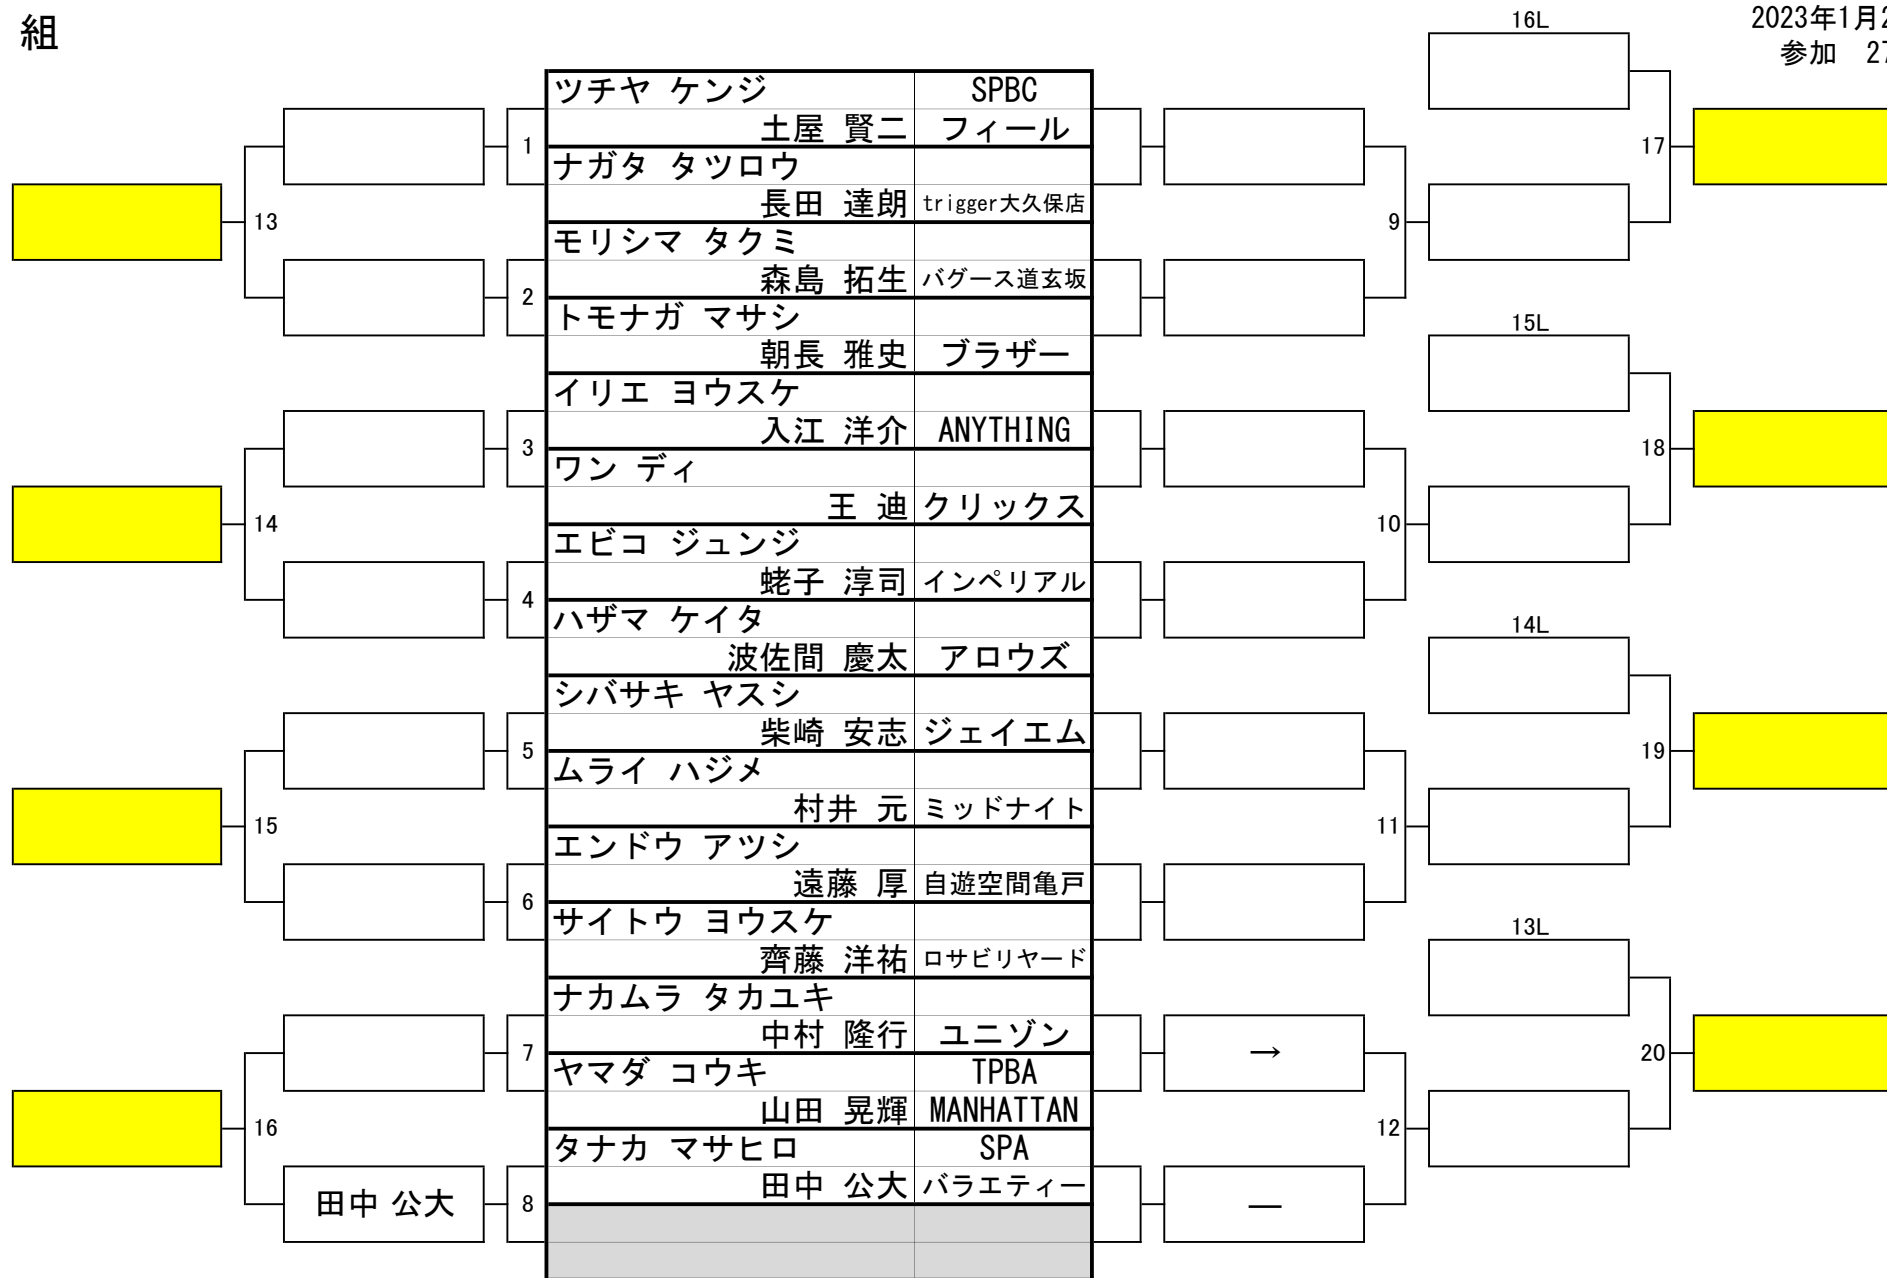 組
2023年1月2
参加 27
ツチヤ ケンジ SPBC
1 土屋 賢二 フィール
ナガタ タツロウ
長田 達朗 trigger大久保店
モリシマ タクミ
2 森島 拓生 バグース道玄坂
トモナガ マサシ
朝長 雅史 ブラザー
イリエ ヨウスケ
3 入江 洋介 ANYTHING
ワン ディ
王 迪 クリックス
エビコ ジュンジ
4 蛯子 淳司 インペリアル
ハザマ ケイタ
波佐間 慶太 アロウズ
シバサキ ヤスシ
5 柴崎 安志 ジェイエム
ムライ ハジメ
村井 元 ミッドナイト
エンドウ アツシ
6 遠藤 厚 自遊空間亀戸
サイトウ ヨウスケ
齊藤 洋祐 ロサビリヤード
ナカムラ タカユキ
7 中村 隆行 ユニゾン →
ヤマダ コウキ TPBA
山田 晃輝 MANHATTAN
タナカ マサヒロ SPA
田中 公大 バラエティー
田中 公大 8 —
13
14
15
16
9
10
11
12
16L
17
15L
18
14L
19
13L
20